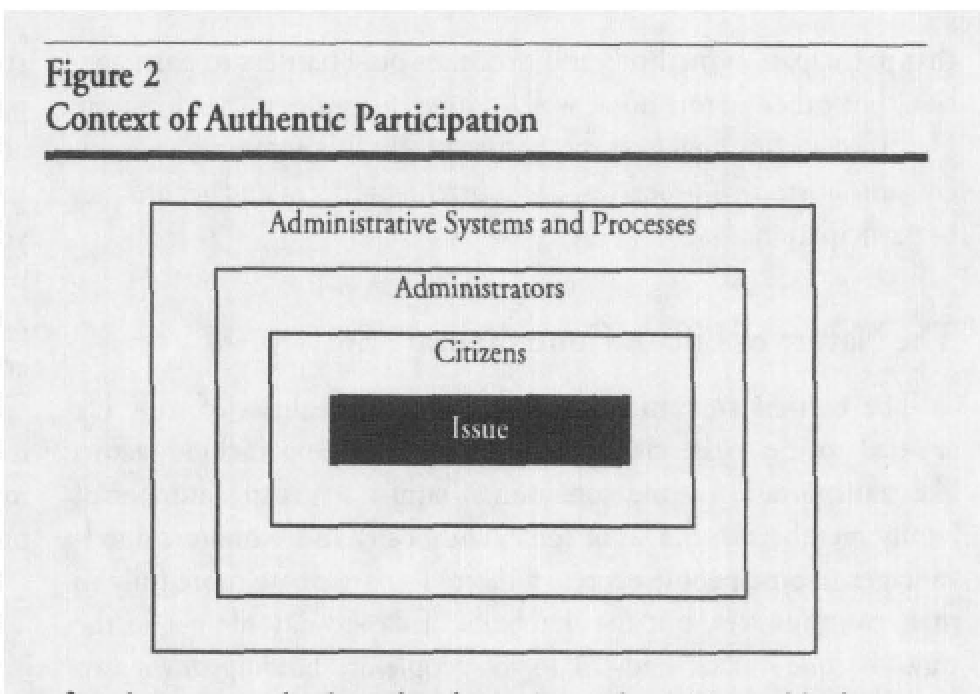 Figure 2
Context of Authentic Participation
Administrative Systems and Processes
Administrators
Citizens
Issue